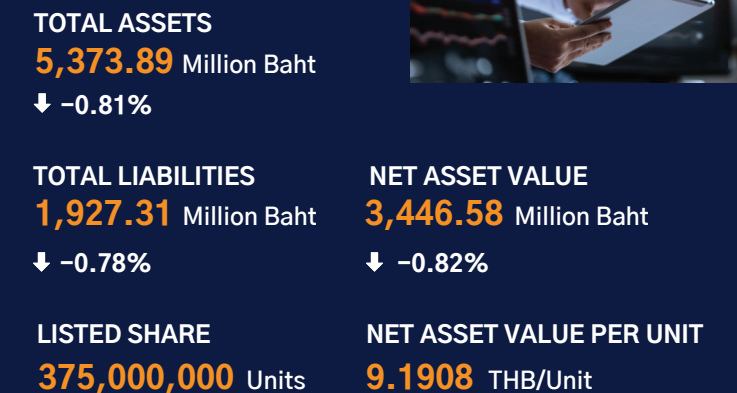 TOTAL ASSETS
5,373.89 Million Baht
⬇ -0.81%
TOTAL LIABILITIES
1,927.31 Million Baht
⬇ -0.78%
NET ASSET VALUE
3,446.58 Million Baht
⬇ -0.82%
LISTED SHARE
375,000,000 Units
NET ASSET VALUE PER UNIT
9.1908 THB/Unit